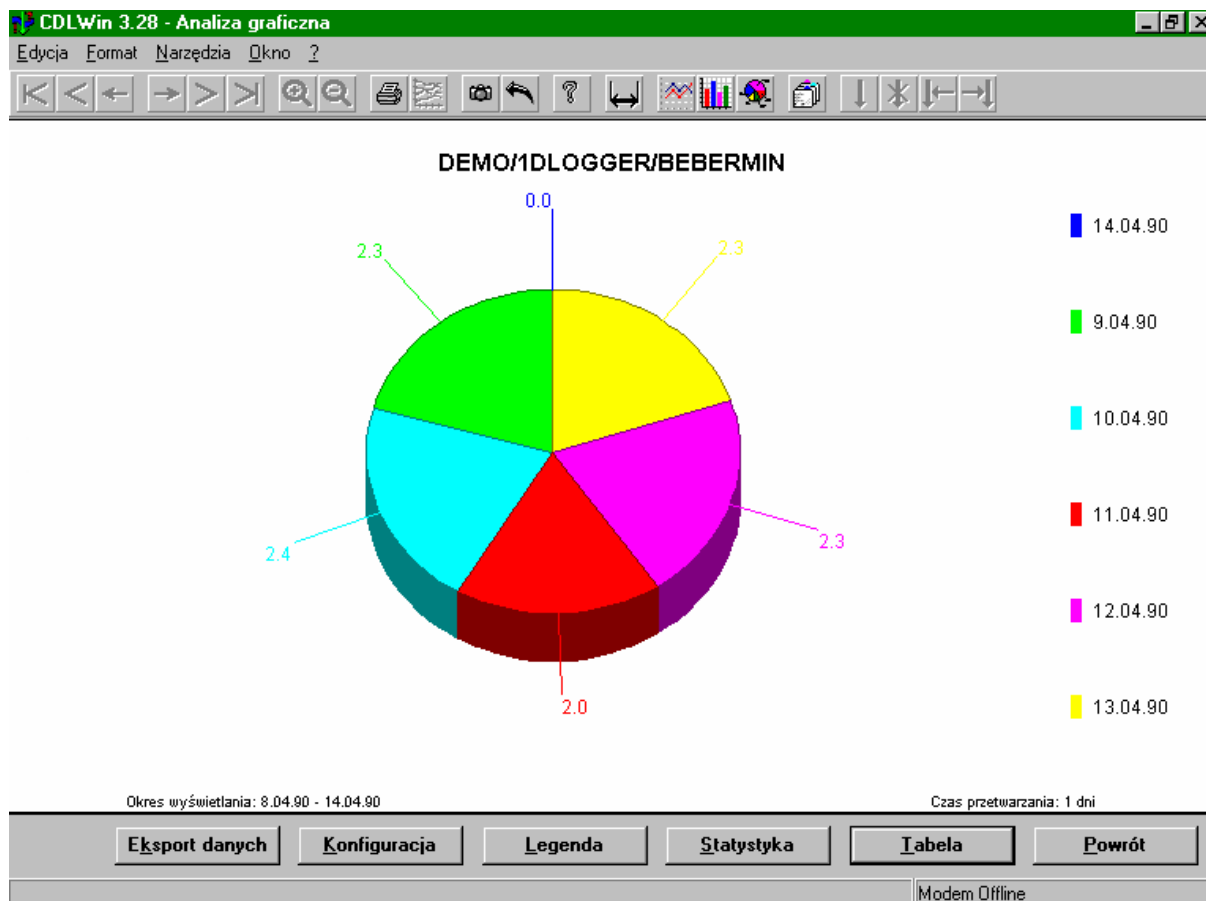 CDLWin 3.28 - Analiza graficzna
Edycja Format Narzędzia Okno ?
DEMO/1DLOGGER/BEBERMIN
0.0
2.3
2.3
2.4
2.3
2.0
14.04.90
9.04.90
10.04.90
11.04.90
12.04.90
13.04.90
Okres wyświetlania: 8.04.90 - 14.04.90
Czas przetwarzania: 1 dni
Eksport danych
Konfiguracja
Legenda
Statystyka
Tabela
Powrót
Modem Offline